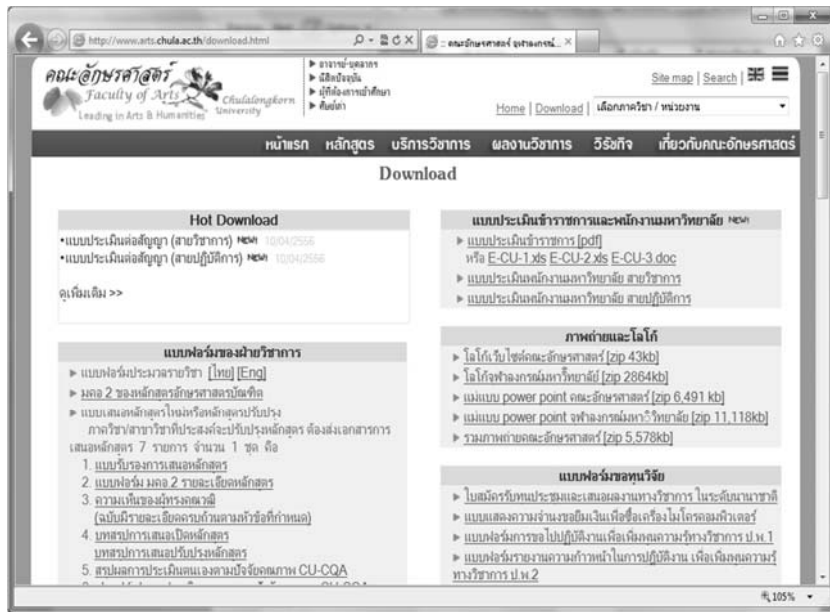 http://www.arts.chula.ac.th/download.html
:: คณะอักษรศาสตร์ จุฬาลงกรณ์...
คณะอักษรศาสตร์
Faculty of Arts
Chulalongkorn
University
Leading in Arts & Humanities
อาจารย์-บุคลากร
นิสิตปัจจุบัน
ผู้ที่ต้องการเข้าศึกษา
ศิษย์เก่า
Site map | Search |
Home | Download |
เลือกภาควิชา / หน่วยงาน
หน้าแรก หลักสูตร บริการวิชาการ ผลงานวิชาการ วิรัชกิจ เกี่ยวกับคณะอักษรศาสตร์
Download
Hot Download
•แบบประเมินต่อสัญญา (สายวิชาการ) NEW! 10/04/2556
•แบบประเมินต่อสัญญา (สายปฏิบัติการ) NEW! 10/04/2556
ดูเพิ่มเติม >>
แบบฟอร์มของฝ่ายวิชาการ
แบบฟอร์มประมวลรายวิชา [ไทย] [Eng]
มคอ 2 ของหลักสูตรอักษรศาสตรบัณฑิต
แบบเสนอหลักสูตรใหม่หรือหลักสูตรปรับปรุง
ภาควิชา/สาขาวิชาที่ประสงค์จะปรับปรุงหลักสูตร ต้องส่งเอกสารการ
เสนอหลักสูตร 7 รายการ จำนวน 1 ชุด คือ
1. แบบรับรองการเสนอหลักสูตร
2. แบบฟอร์ม มคอ.2 รายละเอียดหลักสูตร
3. ความเห็นของผู้ทรงคุณวุฒิ
(ฉบับมีรายละเอียดครบถ้วนตามหัวข้อที่กำหนด)
4. บทสรุปการเสนอเปิดหลักสูตร
บทสรุปการเสนอปรับปรุงหลักสูตร
5. สรุปผลการประเมินตนเองตามปัจจัยคุณภาพ CU-CQA
แบบประเมินข้าราชการและพนักงานมหาวิทยาลัย NEW!
แบบประเมินข้าราชการ [pdf]
หรือ E-CU-1.xls E-CU-2.xls E-CU-3.doc
แบบประเมินพนักงานมหาวิทยาลัย สายวิชาการ
แบบประเมินพนักงานมหาวิทยาลัย สายปฏิบัติการ
ภาพถ่ายและโลโก้
โลโก้เว็บไซต์คณะอักษรศาสตร์ [zip 43kb]
โลโก้จุฬาลงกรณ์มหาวิทยาลัย [zip 2864kb]
แม่แบบ power point คณะอักษรศาสตร์ [zip 6,491 kb]
แม่แบบ power point จุฬาลงกรณ์มหาวิทยาลัย [zip 11,118kb]
รวมภาพถ่ายคณะอักษรศาสตร์ [zip 5,578kb]
แบบฟอร์มขอทุนวิจัย
ใบสมัครรับทุนประชุมและเสนอผลงานทางวิชาการ ในระดับนานาชาติ
แบบแสดงความจำนงขอยืมเงินเพื่อซื้อเครื่องไมโครคอมพิวเตอร์
แบบฟอร์มการขอไปปฏิบัติงานเพื่อเพิ่มพูนความรู้ทางวิชาการ ป.พ.1
แบบฟอร์มรายงานความก้าวหน้าในการปฏิบัติงาน เพื่อเพิ่มพูนความรู้
ทางวิชาการ ป.พ.2
105%